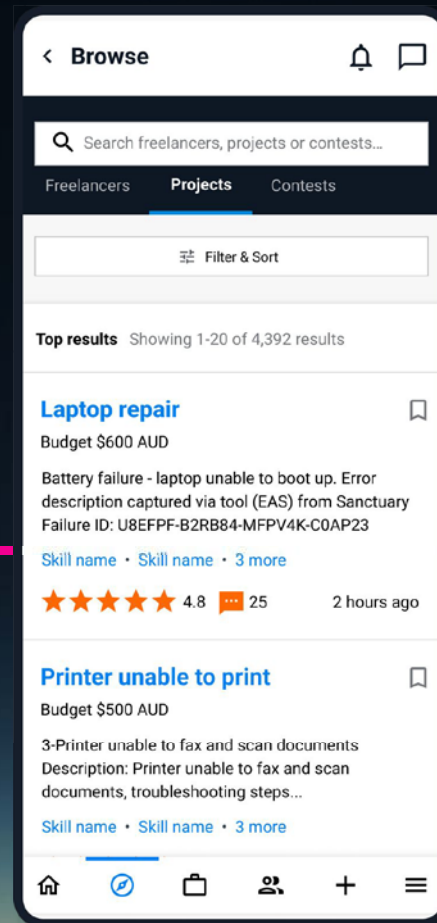 Browse
Search freelancers, projects or contests...
Freelancers Projects Contests
Filter & Sort
Top results Showing 1-20 of 4,392 results
Laptop repair
Budget $600 AUD
Battery failure - laptop unable to boot up. Error
description captured via tool (EAS) from Sanctuary
Failure ID: U8EFPF-B2RB84-MFPV4K-C0AP23
Skill name • Skill name • 3 more
4.8 25 2 hours ago
Printer unable to print
Budget $500 AUD
3-Printer unable to fax and scan documents
Description: Printer unable to fax and scan
documents, troubleshooting steps...
Skill name • Skill name • 3 more